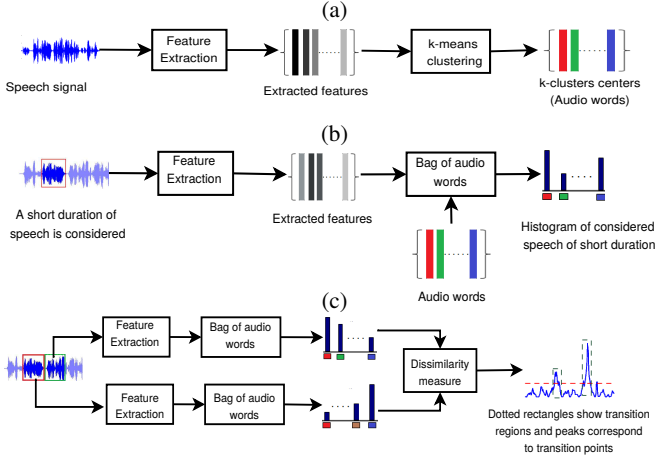 (a)
Feature
Extraction
k-means
clustering
Speech signal
Extracted features
k-clusters centers
(Audio words)
(b)
Feature
Extraction
Bag of audio
words
A short duration of
speech is considered
Extracted features
Histogram of considered
speech of short duration
Audio words
(c)
Feature
Extraction
Bag of audio
words
Dissimilarity
measure
Feature
Extraction
Bag of audio
words
Dotted rectangles show transition
regions and peaks correspond
to transition points